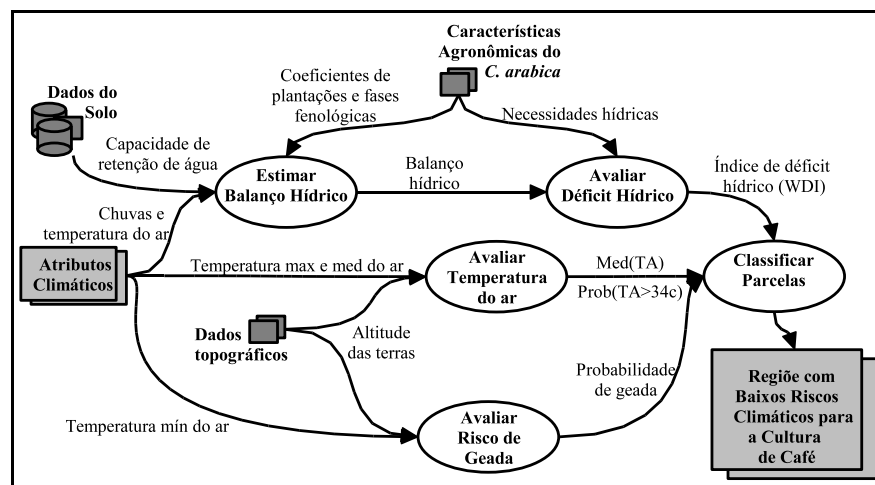 Características
Agronômicas do
C. arabica
Dados do
Solo
Coeficientes de
plantações e fases
fenológicas
Necessidades hídricas
Capacidade de
retenção de água
Estimar
Balanço Hídrico
Balanço
hídrico
Avaliar
Déficit Hídrico
Índice de déficit
hídrico (WDI)
Chuvas e
temperatura do ar
Atributos
Climáticos
Temperatura max e med do ar
Avaliar
Temperatura
do ar
Med(TA)
Prob(TA>34c)
Classificar
Parcelas
Dados
topográficos
Altitude
das terras
Probabilidade
de geada
Temperatura mín do ar
Avaliar
Risco de
Geada
Regiõe com
Baixos Riscos
Climáticos para
a Cultura
de Café